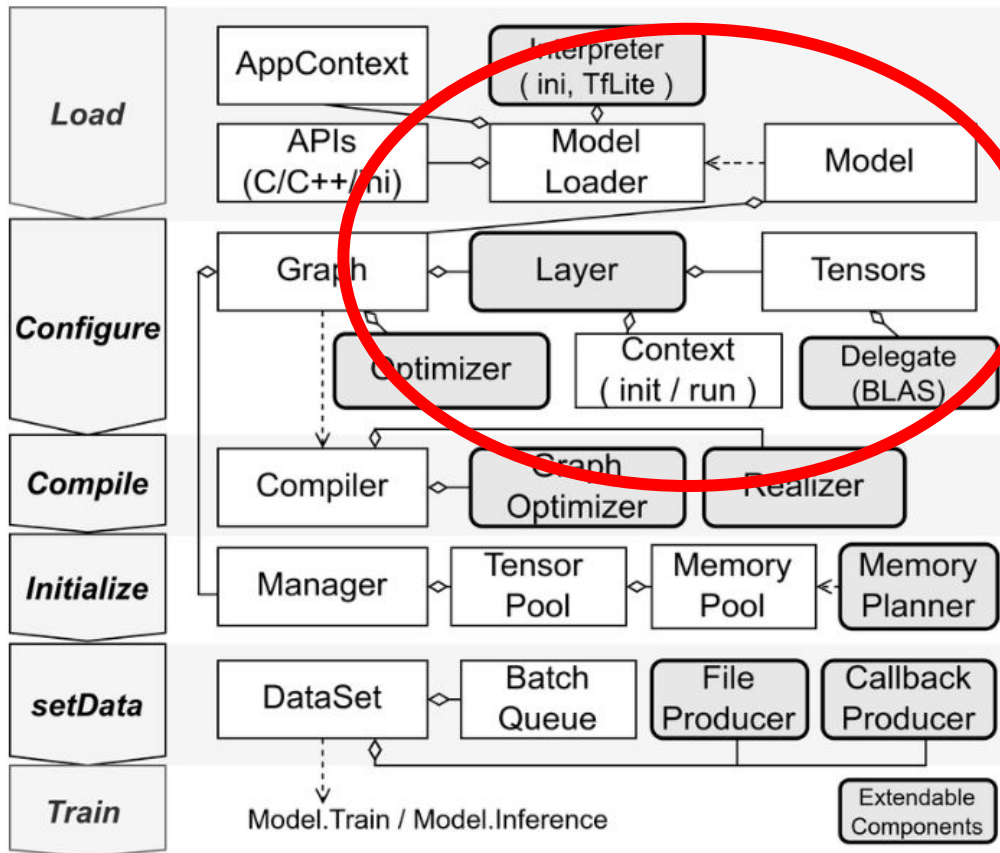 Load
AppContext
Interpreter
( ini, TfLite )
APIs
(C/C++/ini)
Model
Loader
Model
Configure
Graph
Layer
Tensors
Optimizer
Context
( init / run )
Delegate
(BLAS)
Compile
Compiler
Graph
Optimizer
Realizer
Initialize
Manager
Tensor
Pool
Memory
Pool
Memory
Planner
setData
DataSet
Batch
Queue
File
Producer
Callback
Producer
Train
Model.Train / Model.Inference
Extendable
Components